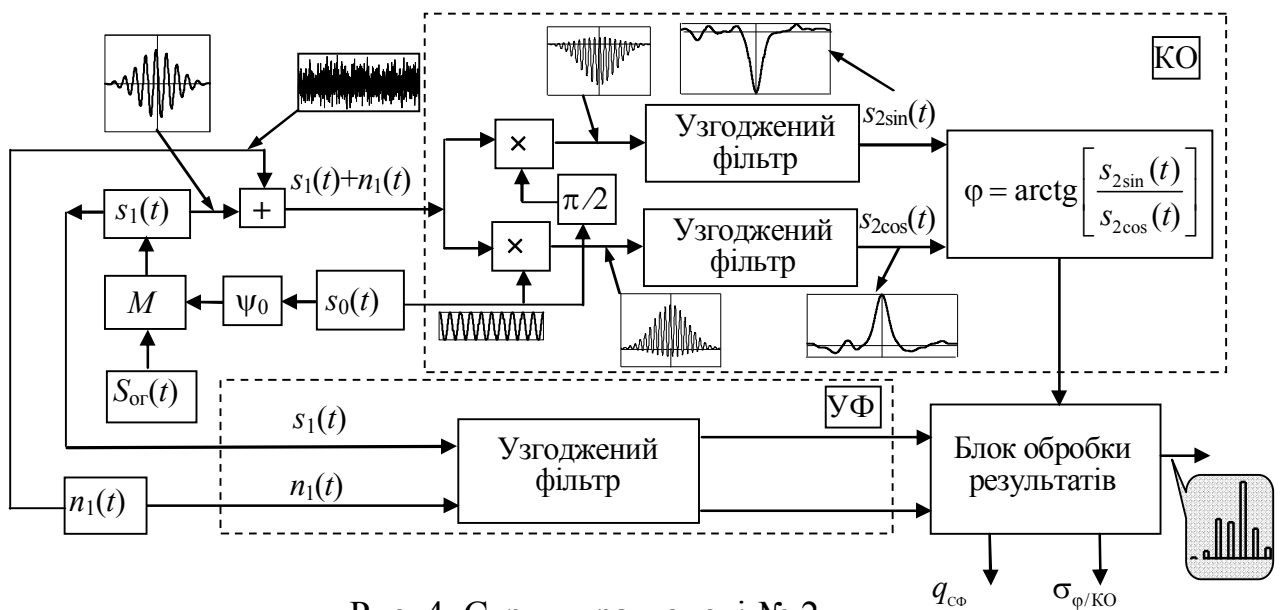 КО
s₂sin(t)
Узгоджений
фільтр
×
s₁(t)+n₁(t)
φ = arctg [ s₂sin(t) / s₂cos(t) ]
π/2
s₁(t)
+
s₂cos(t)
Узгоджений
фільтр
×
M
ψ₀
s₀(t)
Sог(t)
УФ
s₁(t)
Узгоджений
фільтр
n₁(t)
Блок обробки
результатів
n₁(t)
qСФ
σφ/КО
Рис. 4. Структура моделі № 2